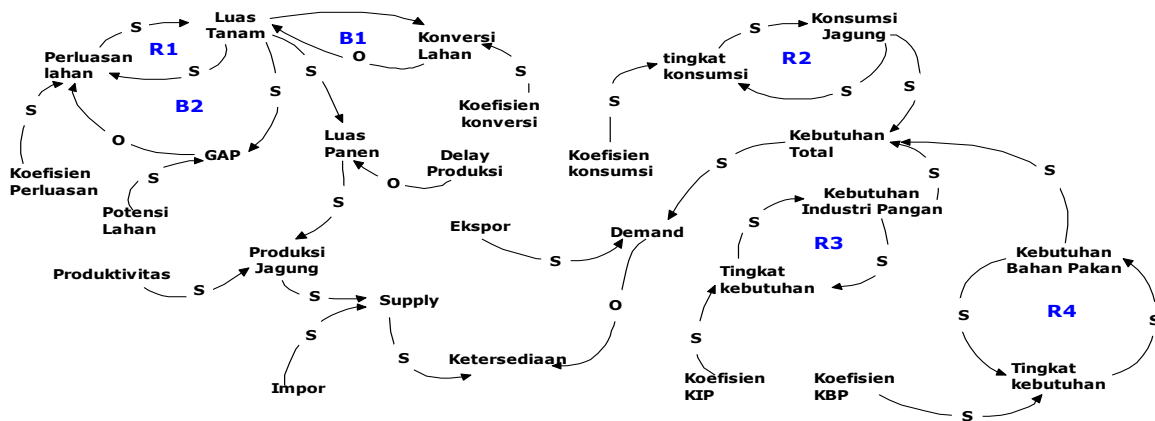 Luas
Tanam
Konversi
Lahan
Perluasan
lahan
S
R1
S
B1
O
S
Koefisien
konversi
B2
S
S
S
O
GAP
Koefisien
Perluasan
S
Potensi
Lahan
Luas
Panen
Delay
Produksi
O
S
Produksi
Jagung
Produktivitas
S
S
Supply
S
Impor
S
Ketersediaan
Ekspor
S
Demand
O
S
Konsumsi
Jagung
tingkat
konsumsi
S
R2
S
S
S
Koefisien
konsumsi
Kebutuhan
Total
S
S
Kebutuhan
Industri Pangan
S
R3
S
Tingkat
kebutuhan
S
Koefisien
KIP
Kebutuhan
Bahan Pakan
S
R4
S
Tingkat
kebutuhan
Koefisien
KBP
S